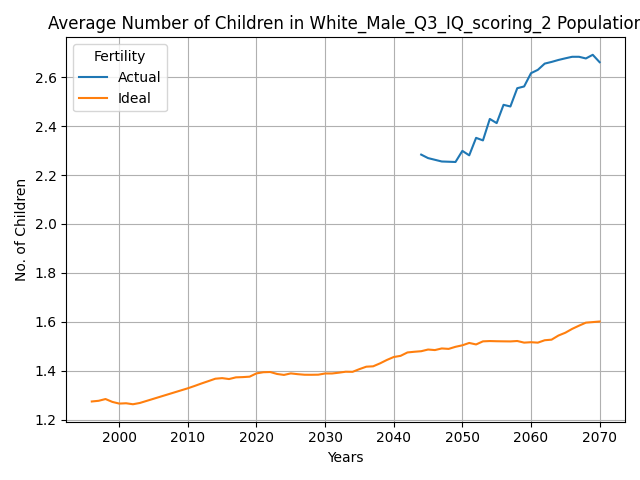 Average Number of Children in White_Male_Q3_IQ_scoring_2 Population
Fertility
Actual
Ideal
No. of Children
2.6
2.4
2.2
2.0
1.8
1.6
1.4
1.2
2000 2010 2020 2030 2040 2050 2060 2070
Years